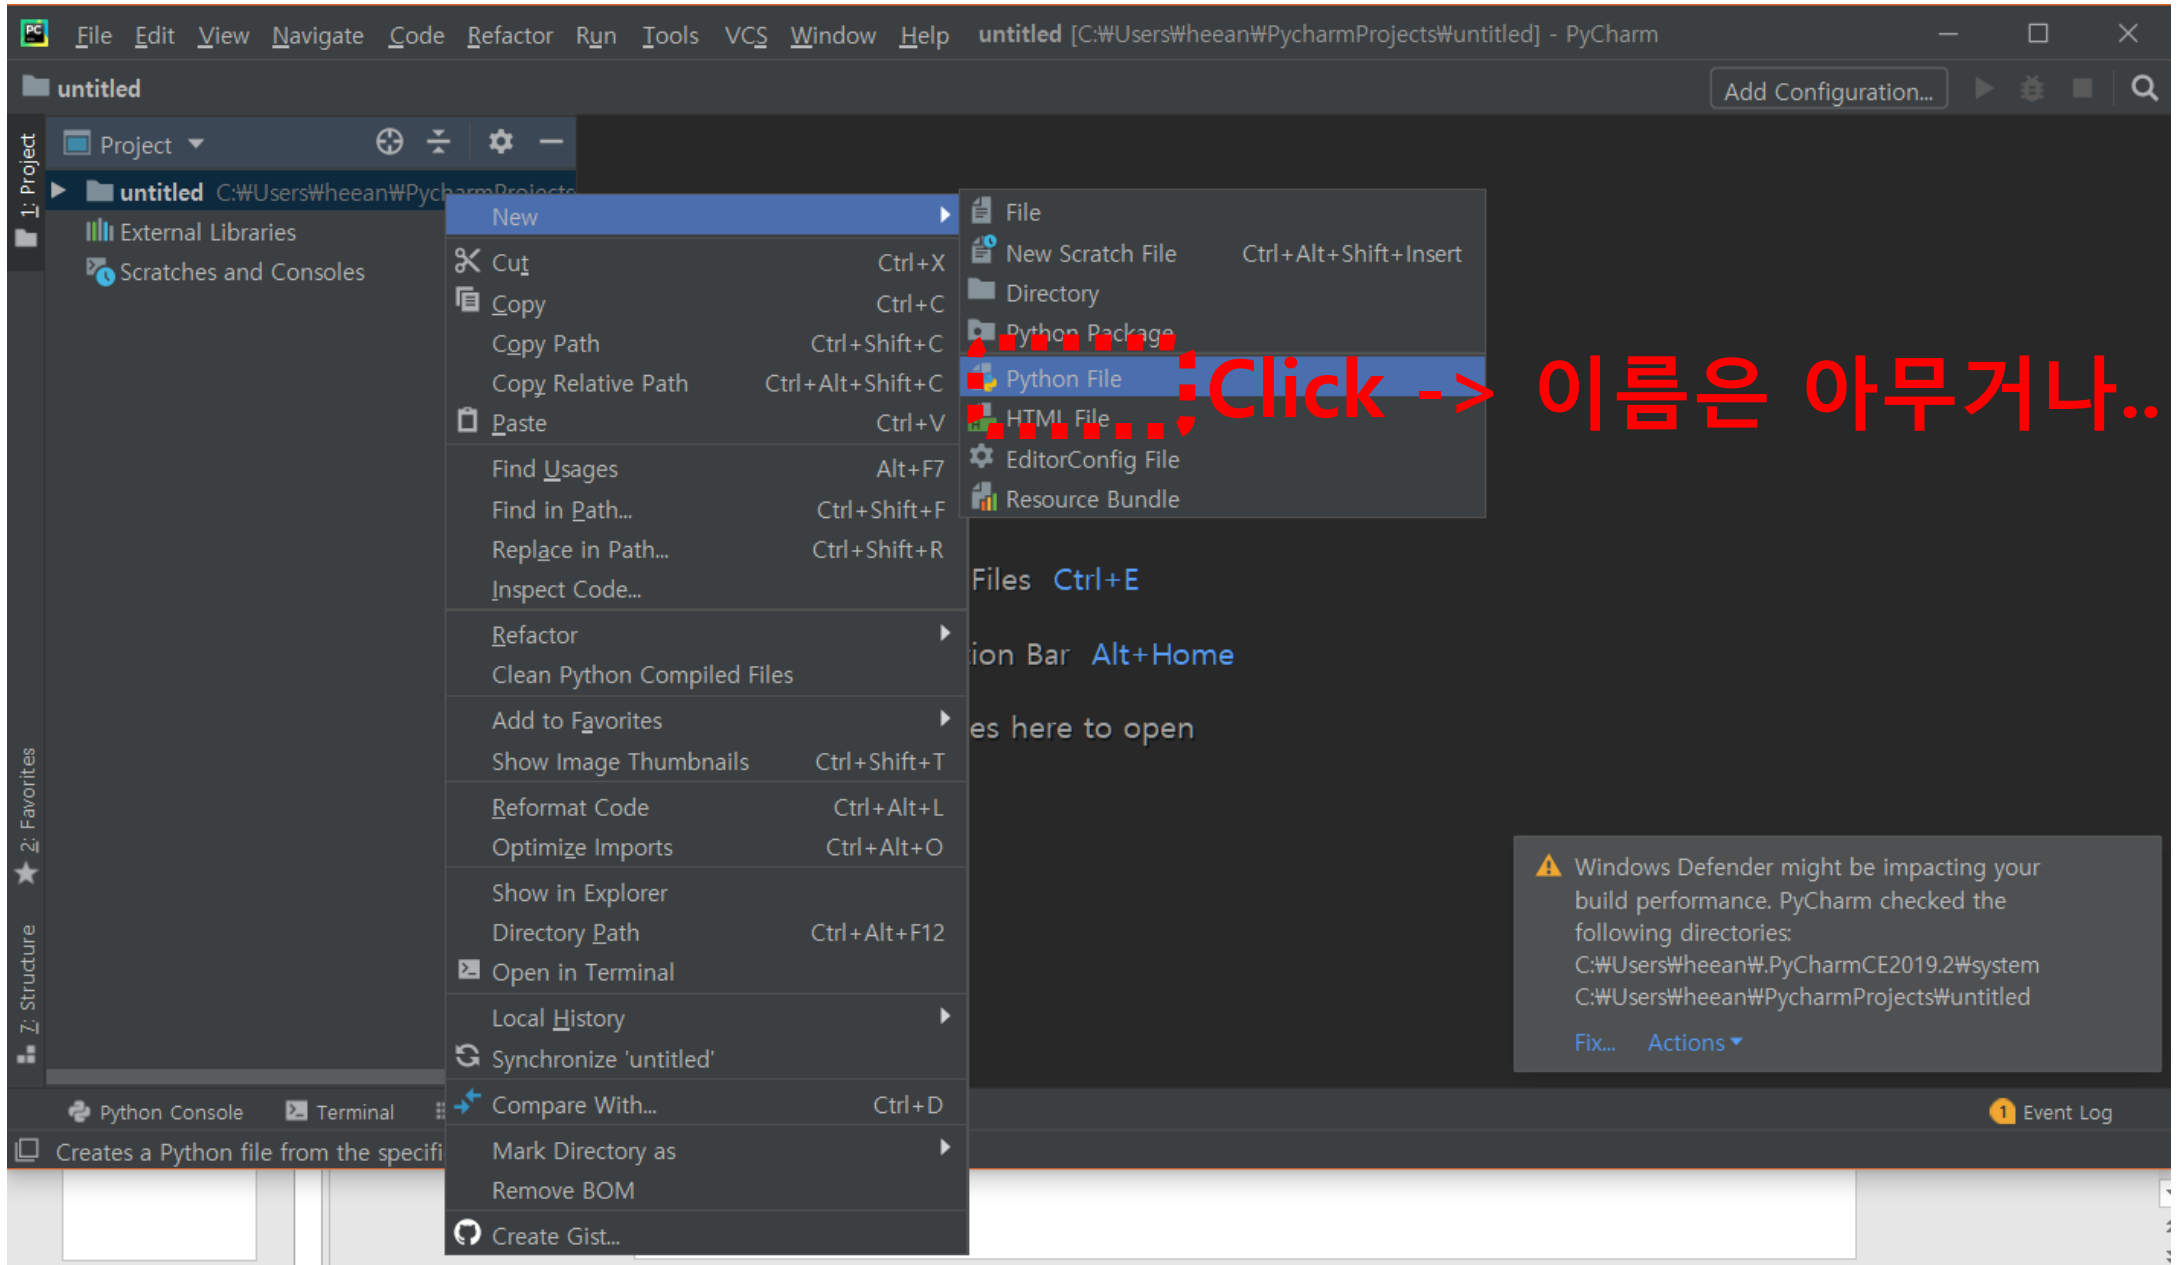 PC File Edit View Navigate Code Refactor Run Tools VCS Window Help untitled [C:₩Users₩heean₩PycharmProjects₩untitled] - PyCharm
untitled
Add Configuration...
1: Project
Project
untitled C:₩Users₩heean₩PycharmProjects
External Libraries
Scratches and Consoles
New
Cut Ctrl+X
Copy Ctrl+C
Copy Path Ctrl+Shift+C
Copy Relative Path Ctrl+Alt+Shift+C
Paste Ctrl+V
Find Usages Alt+F7
Find in Path... Ctrl+Shift+F
Replace in Path... Ctrl+Shift+R
Inspect Code...
Refactor
Clean Python Compiled Files
Add to Favorites
Show Image Thumbnails Ctrl+Shift+T
Reformat Code Ctrl+Alt+L
Optimize Imports Ctrl+Alt+O
Show in Explorer
Directory Path Ctrl+Alt+F12
Open in Terminal
Local History
Synchronize 'untitled'
Compare With... Ctrl+D
Mark Directory as
Remove BOM
Create Gist...
File
New Scratch File Ctrl+Alt+Shift+Insert
Directory
Python Package
Python File
HTML File
EditorConfig File
Resource Bundle
Click -> 이름은 아무거나..
Files Ctrl+E
tion Bar Alt+Home
es here to open
2: Favorites
7: Structure
Windows Defender might be impacting your
build performance. PyCharm checked the
following directories:
C:₩Users₩heean₩.PyCharmCE2019.2₩system
C:₩Users₩heean₩PycharmProjects₩untitled
Fix... Actions
Python Console Terminal
1 Event Log
Creates a Python file from the specifi